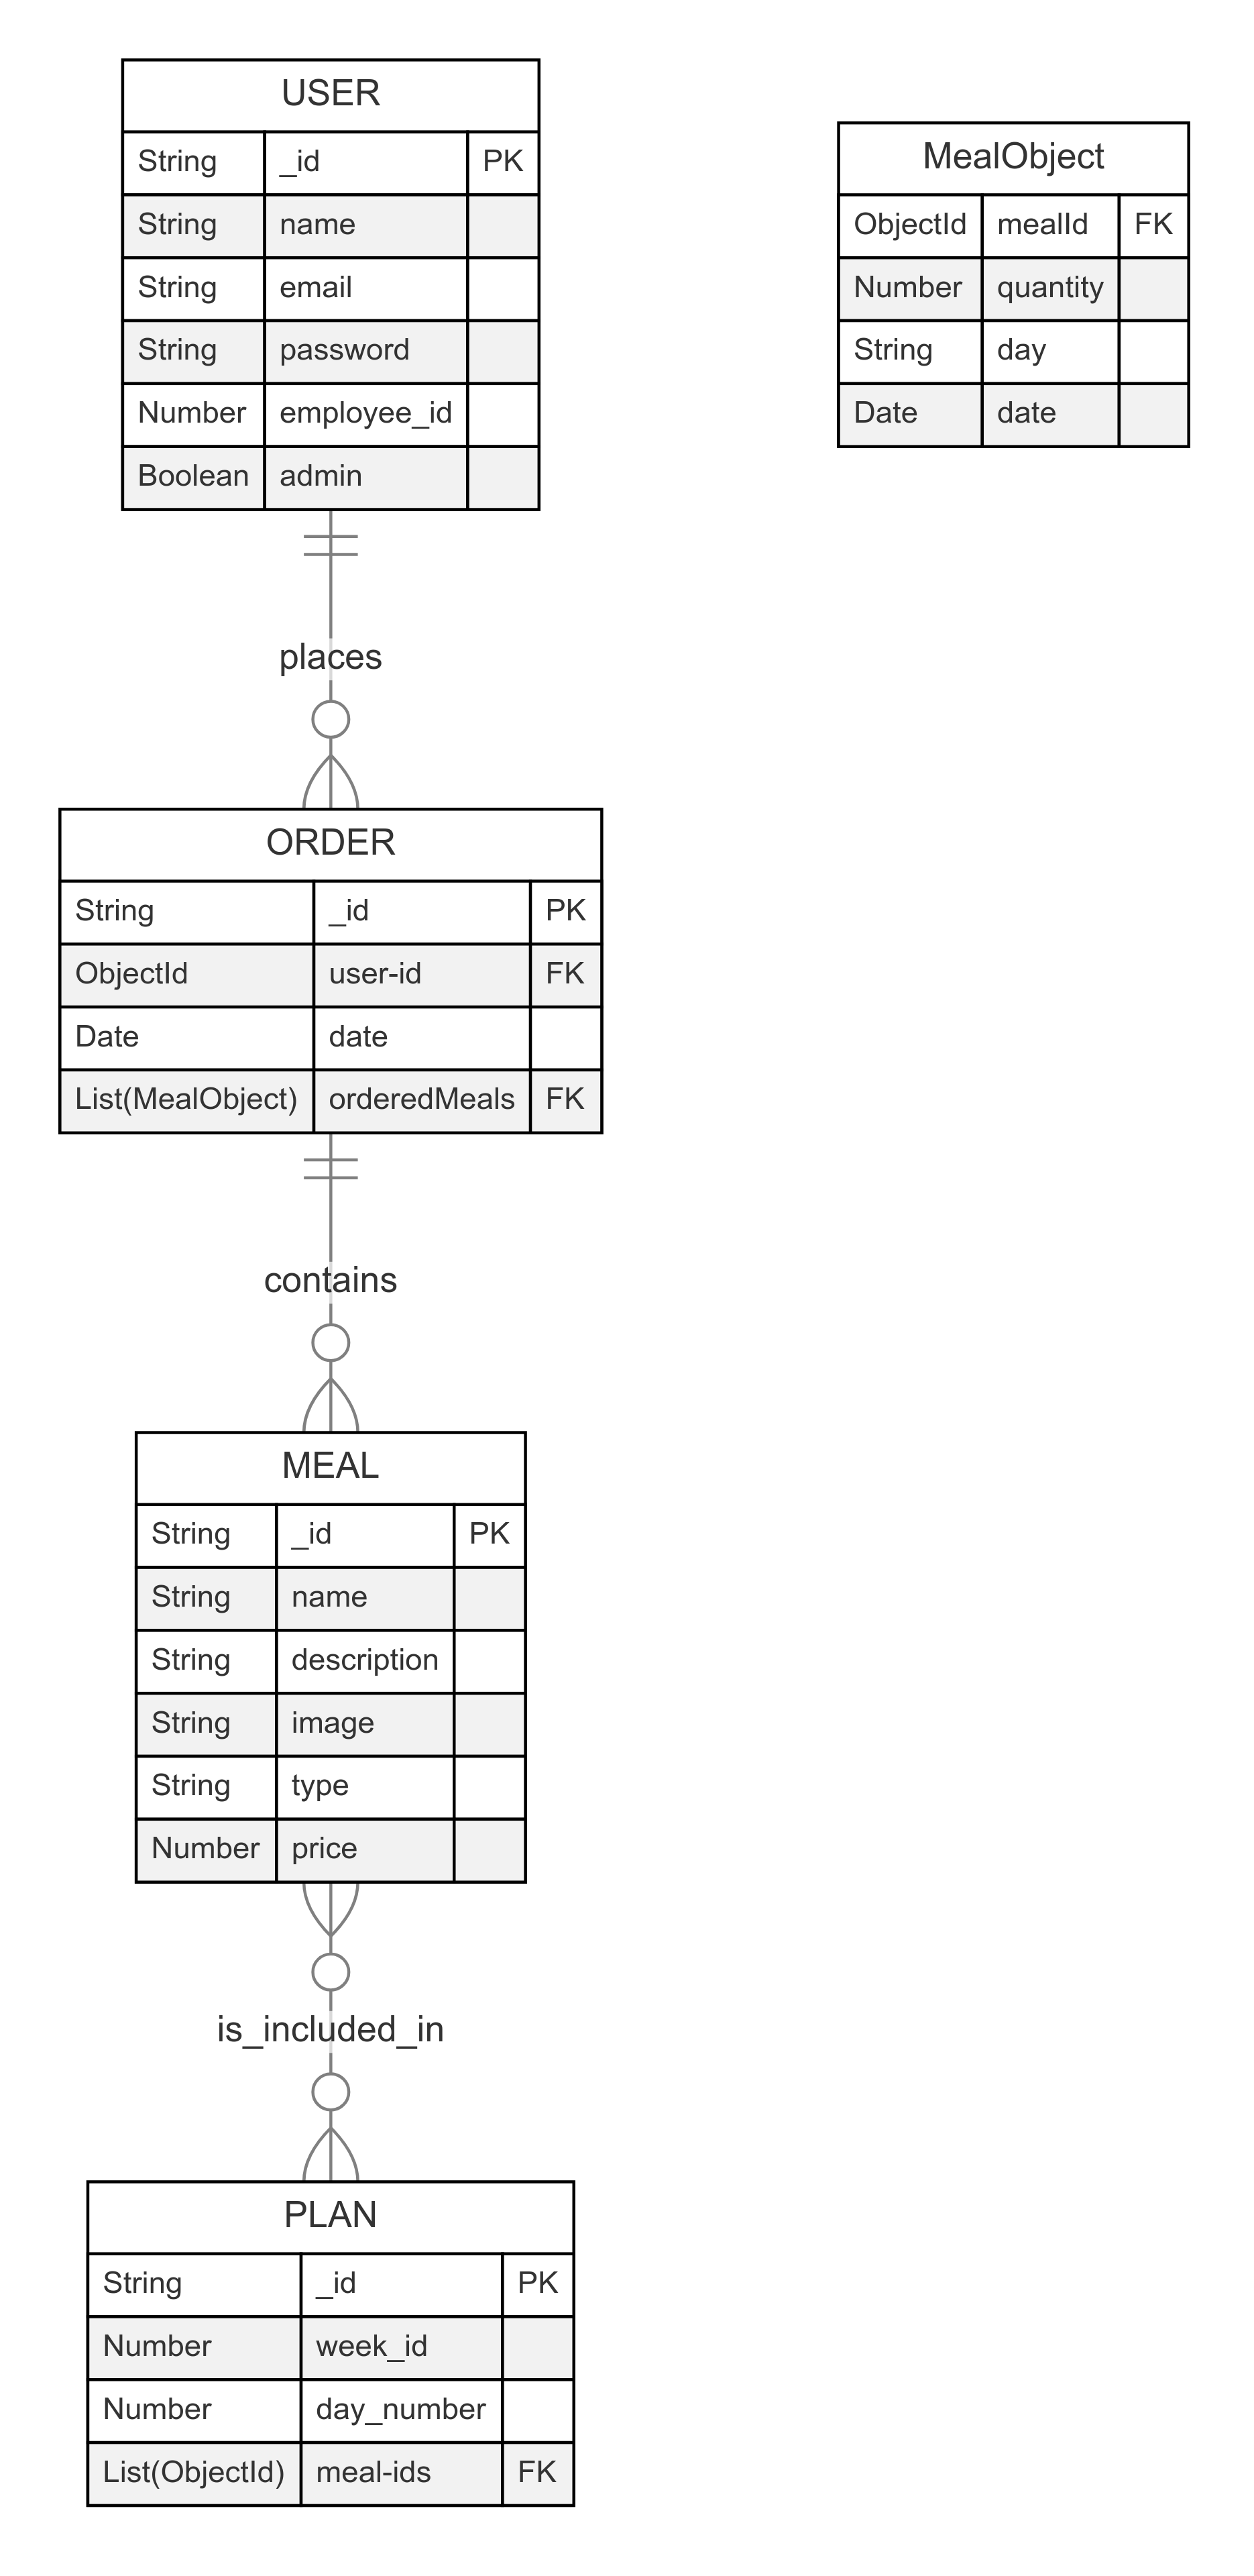 USER
String _id PK
String name
String email
String password
Number employee_id
Boolean admin
MealObject
ObjectId mealId FK
Number quantity
String day
Date date
places
ORDER
String _id PK
ObjectId user-id FK
Date date
List(MealObject) orderedMeals FK
contains
MEAL
String _id PK
String name
String description
String image
String type
Number price
is_included_in
PLAN
String _id PK
Number week_id
Number day_number
List(ObjectId) meal-ids FK